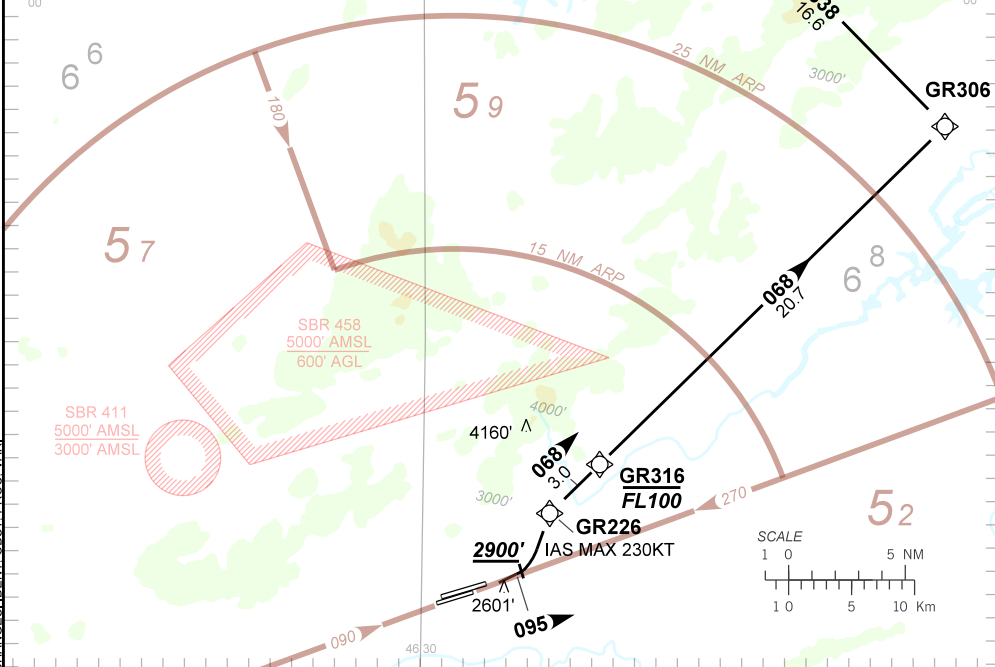 00
00
38
16.6
6 6
5 9
25 NM ARP
3000'
GR306
180
5 7
15 NM ARP
6 8
068
20.7
SBR 458
5000' AMSL
600' AGL
SBR 411
5000' AMSL
3000' AMSL
4000'
4160'
068
3.0
GR316
FL100
3000'
270
5 2
GR226
IAS MAX 230KT
2900'
SCALE
1 0 5 NM
1 0 5 10 Km
2601'
095
090
46 30